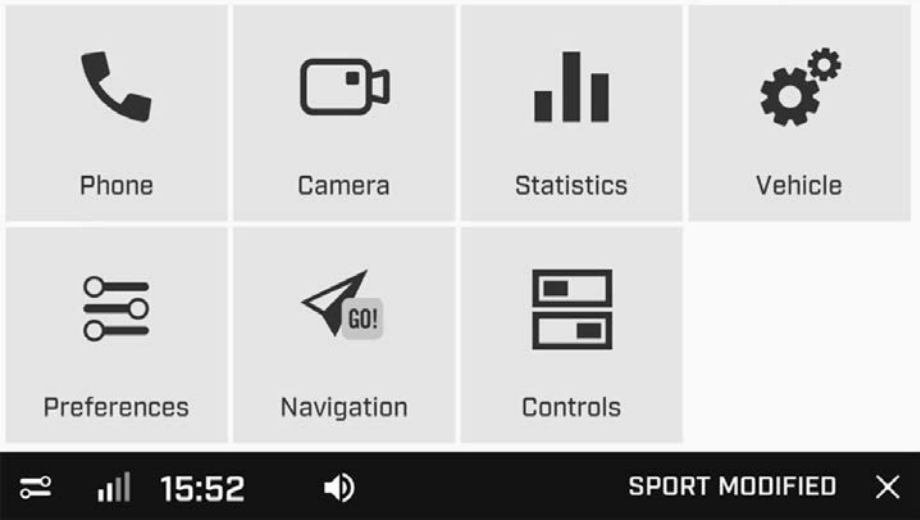 Phone
Camera
Statistics
Vehicle
Preferences
GO!
Navigation
Controls
15:52
SPORT MODIFIED